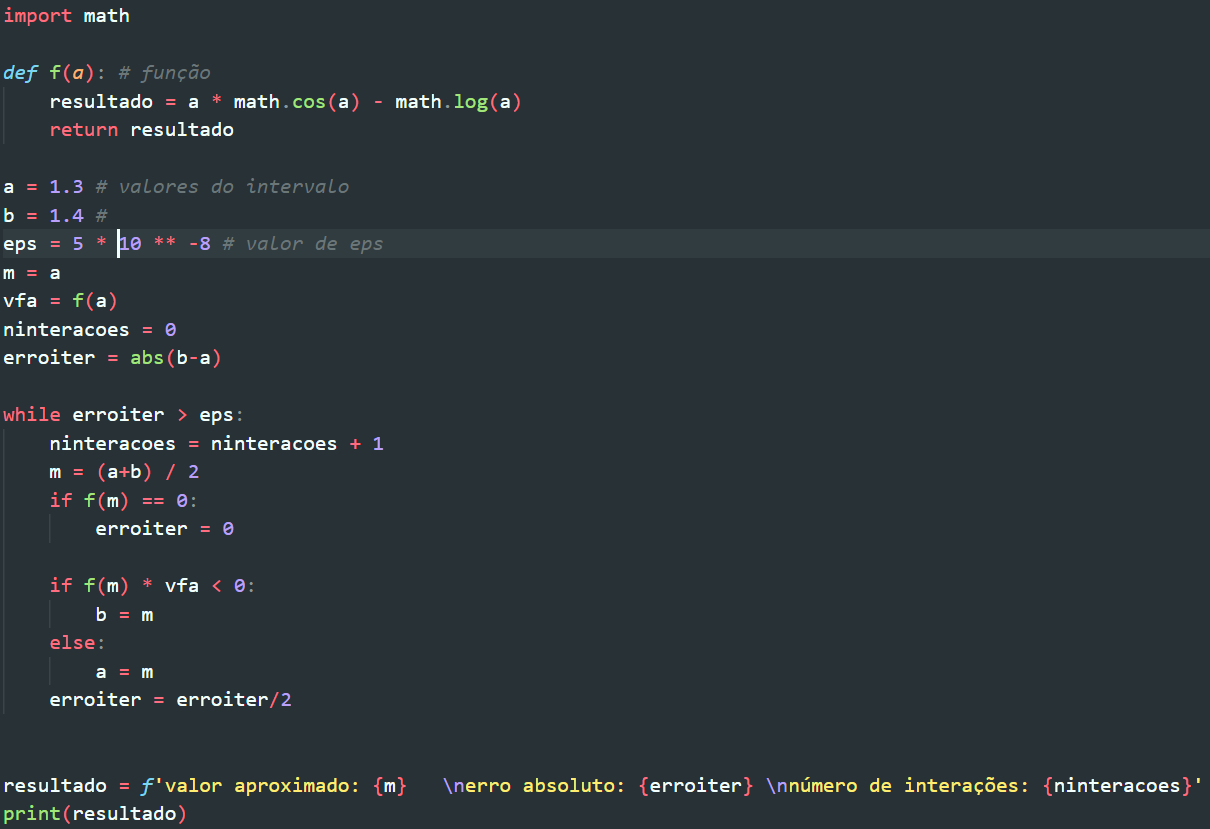 import math
def f(a): # função
resultado = a * math.cos(a) - math.log(a)
return resultado
a = 1.3 # valores do intervalo
b = 1.4 #
eps = 5 * 10 ** -8 # valor de eps
m = a
vfa = f(a)
ninteracoes = 0
erroiter = abs(b-a)
while erroiter > eps:
ninteracoes = ninteracoes + 1
m = (a+b) / 2
if f(m) == 0:
erroiter = 0
if f(m) * vfa < 0:
b = m
else:
a = m
erroiter = erroiter/2
resultado = f'valor aproximado: {m}   \nerro absoluto: {erroiter} \nnúmero de interações: {ninteracoes}'
print(resultado)